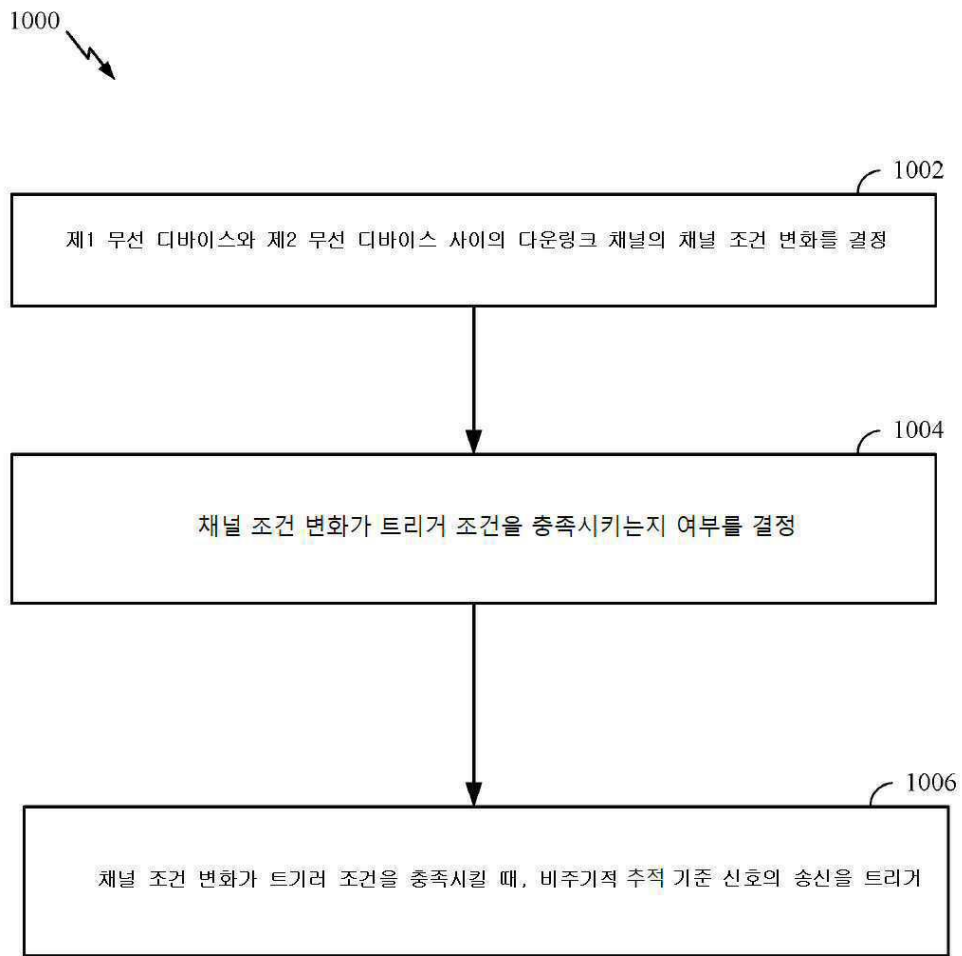 1000
1002
제1 무선 디바이스와 제2 무선 디바이스 사이의 다운링크 채널의 채널 조건 변화를 결정
1004
채널 조건 변화가 트리거 조건을 충족시키는지 여부를 결정
1006
채널 조건 변화가 트기러 조건을 충족시킬 때, 비주기적 추적 기준 신호의 송신을 트리거